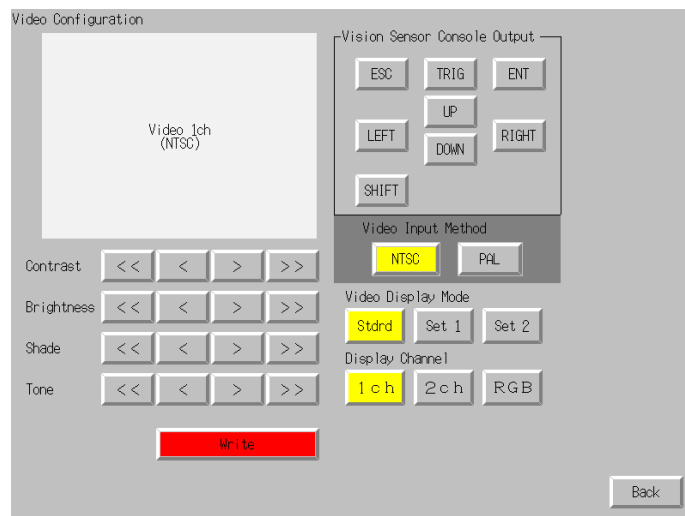 Video Configuration
Video 1ch
(NTSC)
Vision Sensor Console Output
ESC TRIG ENT
UP
LEFT RIGHT
DOWN
SHIFT
Video Input Method
NTSC PAL
Contrast << < > >>
Brightness << < > >>
Shade << < > >>
Tone << < > >>
Video Display Mode
Stdrd Set 1 Set 2
Display Channel
1ch 2ch RGB
Write
Back